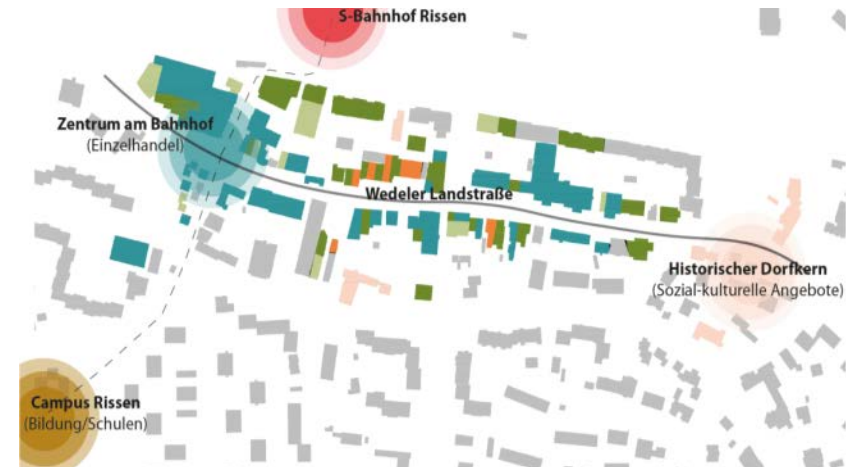 S-Bahnhof Rissen
Zentrum am Bahnhof
(Einzelhandel)
Wedeler Landstraße
Historischer Dorfkern
(Sozial-kulturelle Angebote)
Campus Rissen
(Bildung/Schulen)